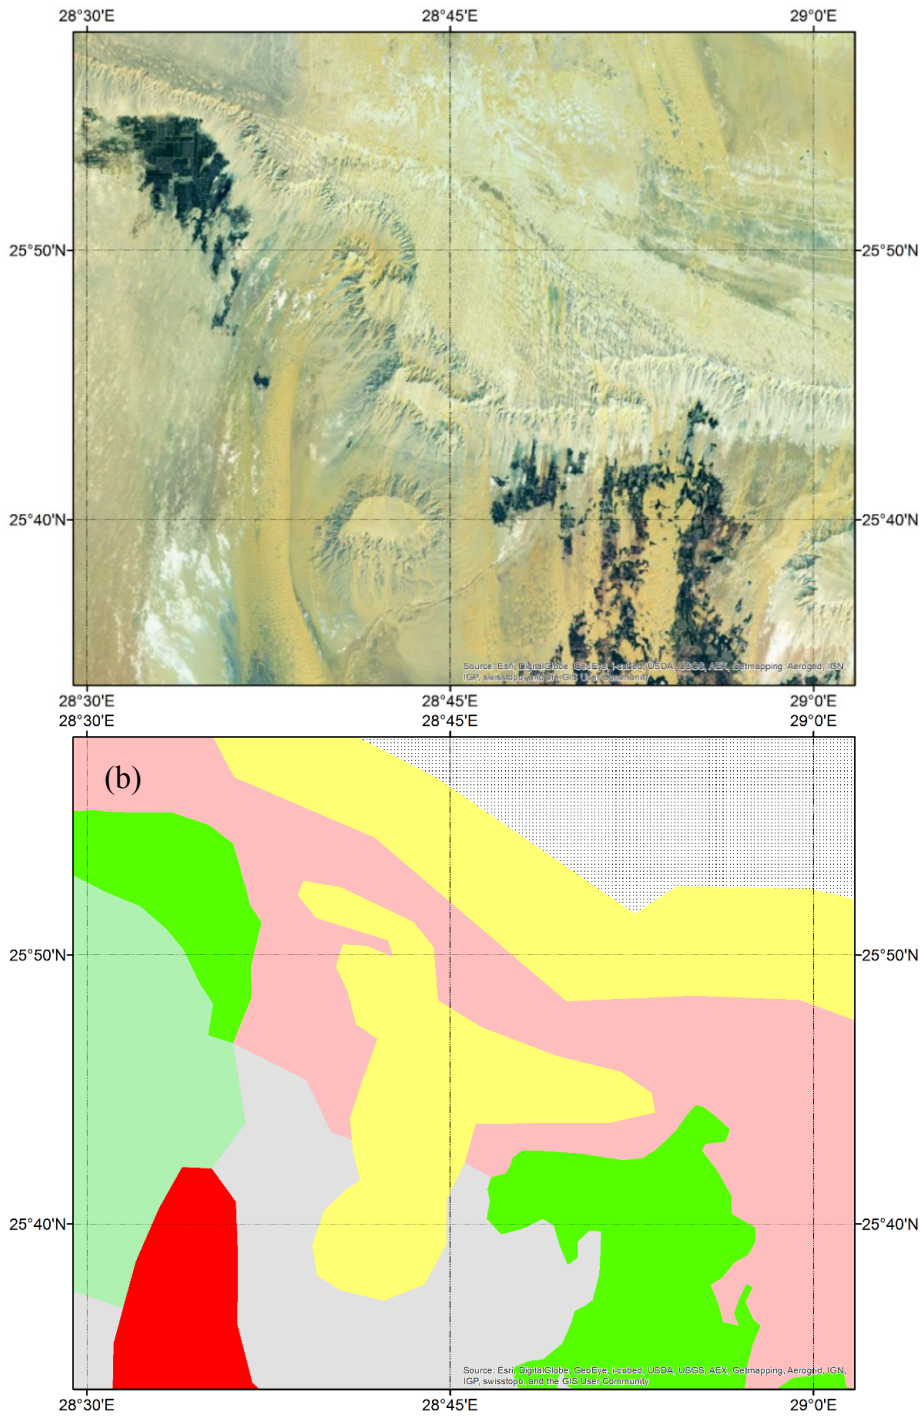 28°30'E 28°45'E 29°0'E
25°50'N 25°50'N
25°40'N 25°40'N
Source: Esri, DigitalGlobe, GeoEye, i-cubed, USDA, USGS, AEX, Getmapping, Aerogrid, IGN,
IGP, swisstopo, and the GIS User Community
28°30'E 28°45'E 29°0'E
28°30'E 28°45'E 29°0'E
(b)
25°50'N 25°50'N
25°40'N 25°40'N
Source: Esri, DigitalGlobe, GeoEye, i-cubed, USDA, USGS, AEX, Getmapping, Aerogrid, IGN,
IGP, swisstopo, and the GIS User Community
28°30'E 28°45'E 29°0'E